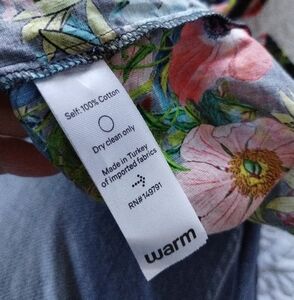 Self: 100% Cotton
Dry clean only
Made in Turkey
of imported fabrics
RN#149791
warm